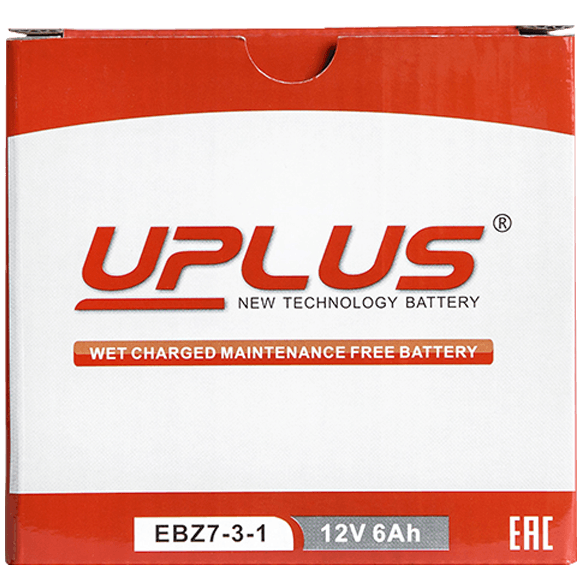 UPLUS®
NEW TECHNOLOGY BATTERY
WET CHARGED MAINTENANCE FREE BATTERY
EBZ7-3-1 12V 6Ah EAC